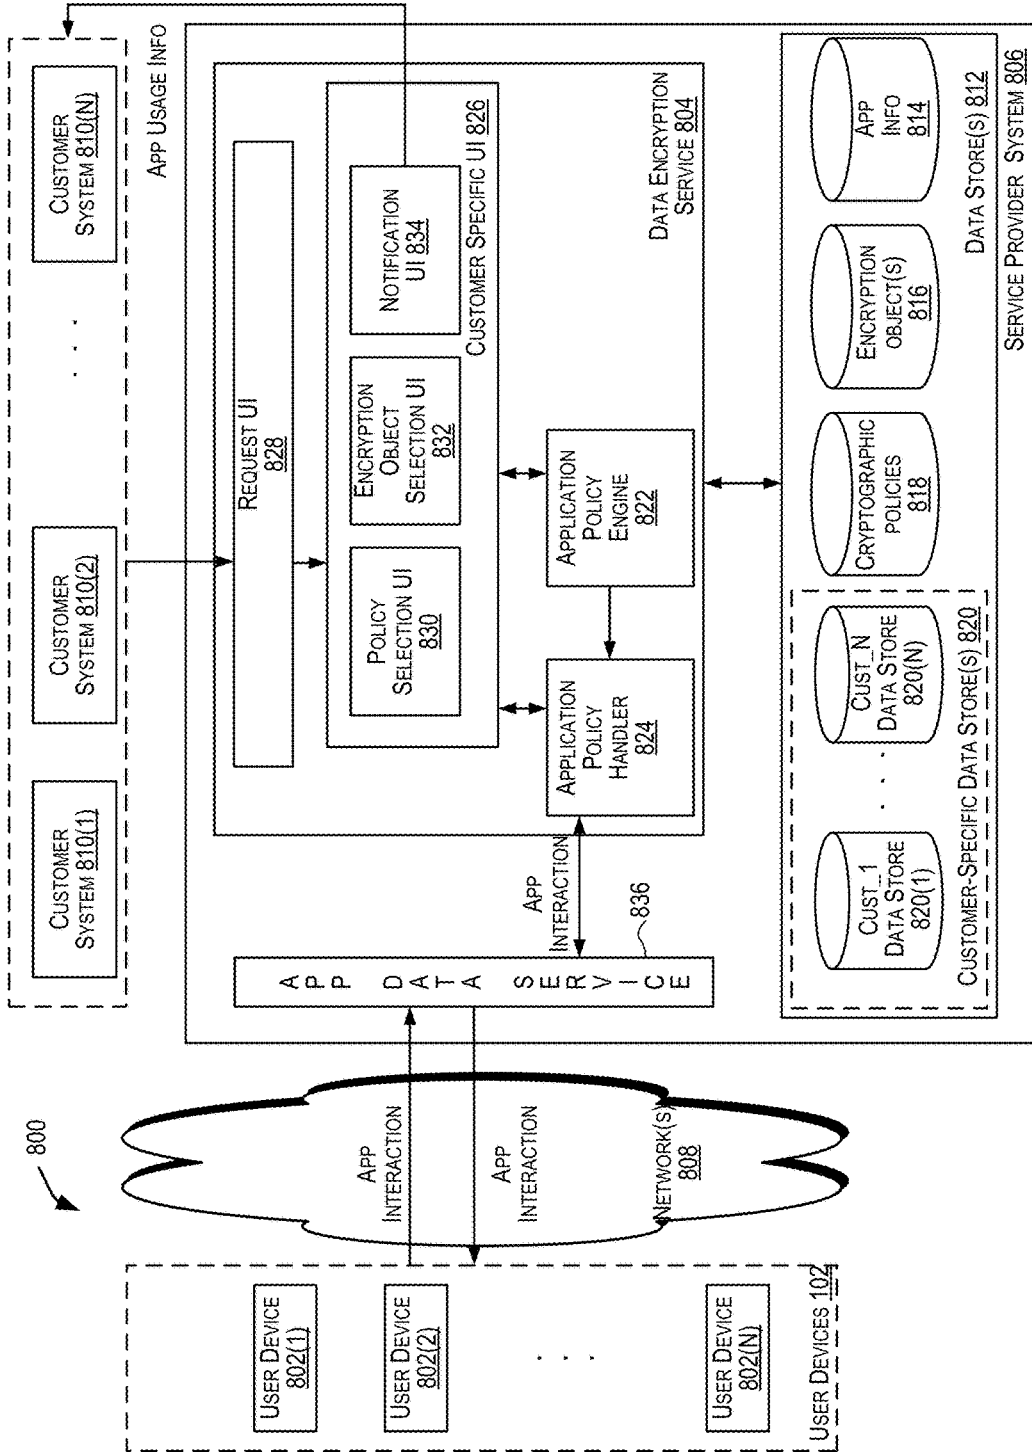 800
CUSTOMER
SYSTEM 810(1)
CUSTOMER
SYSTEM 810(2)
. . .
CUSTOMER
SYSTEM 810(N)
APP USAGE INFO
USER DEVICE
802(1)
USER DEVICE
802(2)
. . .
USER DEVICE
802(N)
USER DEVICES 102
APP
INTERACTION
APP
INTERACTION
NETWORK(S)
808
APP DATA SERVICE
836
APP
INTERACTION
REQUEST UI
828
POLICY
SELECTION UI
830
ENCRYPTION
OBJECT
SELECTION UI
832
NOTIFICATION
UI 834
CUSTOMER SPECIFIC UI 826
APPLICATION
POLICY
HANDLER
824
APPLICATION
POLICY
ENGINE
822
DATA ENCRYPTION
SERVICE 804
CUST_1
DATA STORE
820(1)
. . .
CUST_N
DATA STORE
820(N)
CUSTOMER-SPECIFIC DATA STORE(S) 820
CRYPTOGRAPHIC
POLICIES
818
ENCRYPTION
OBJECT(S)
816
APP
INFO
814
DATA STORE(S) 812
SERVICE PROVIDER SYSTEM 806